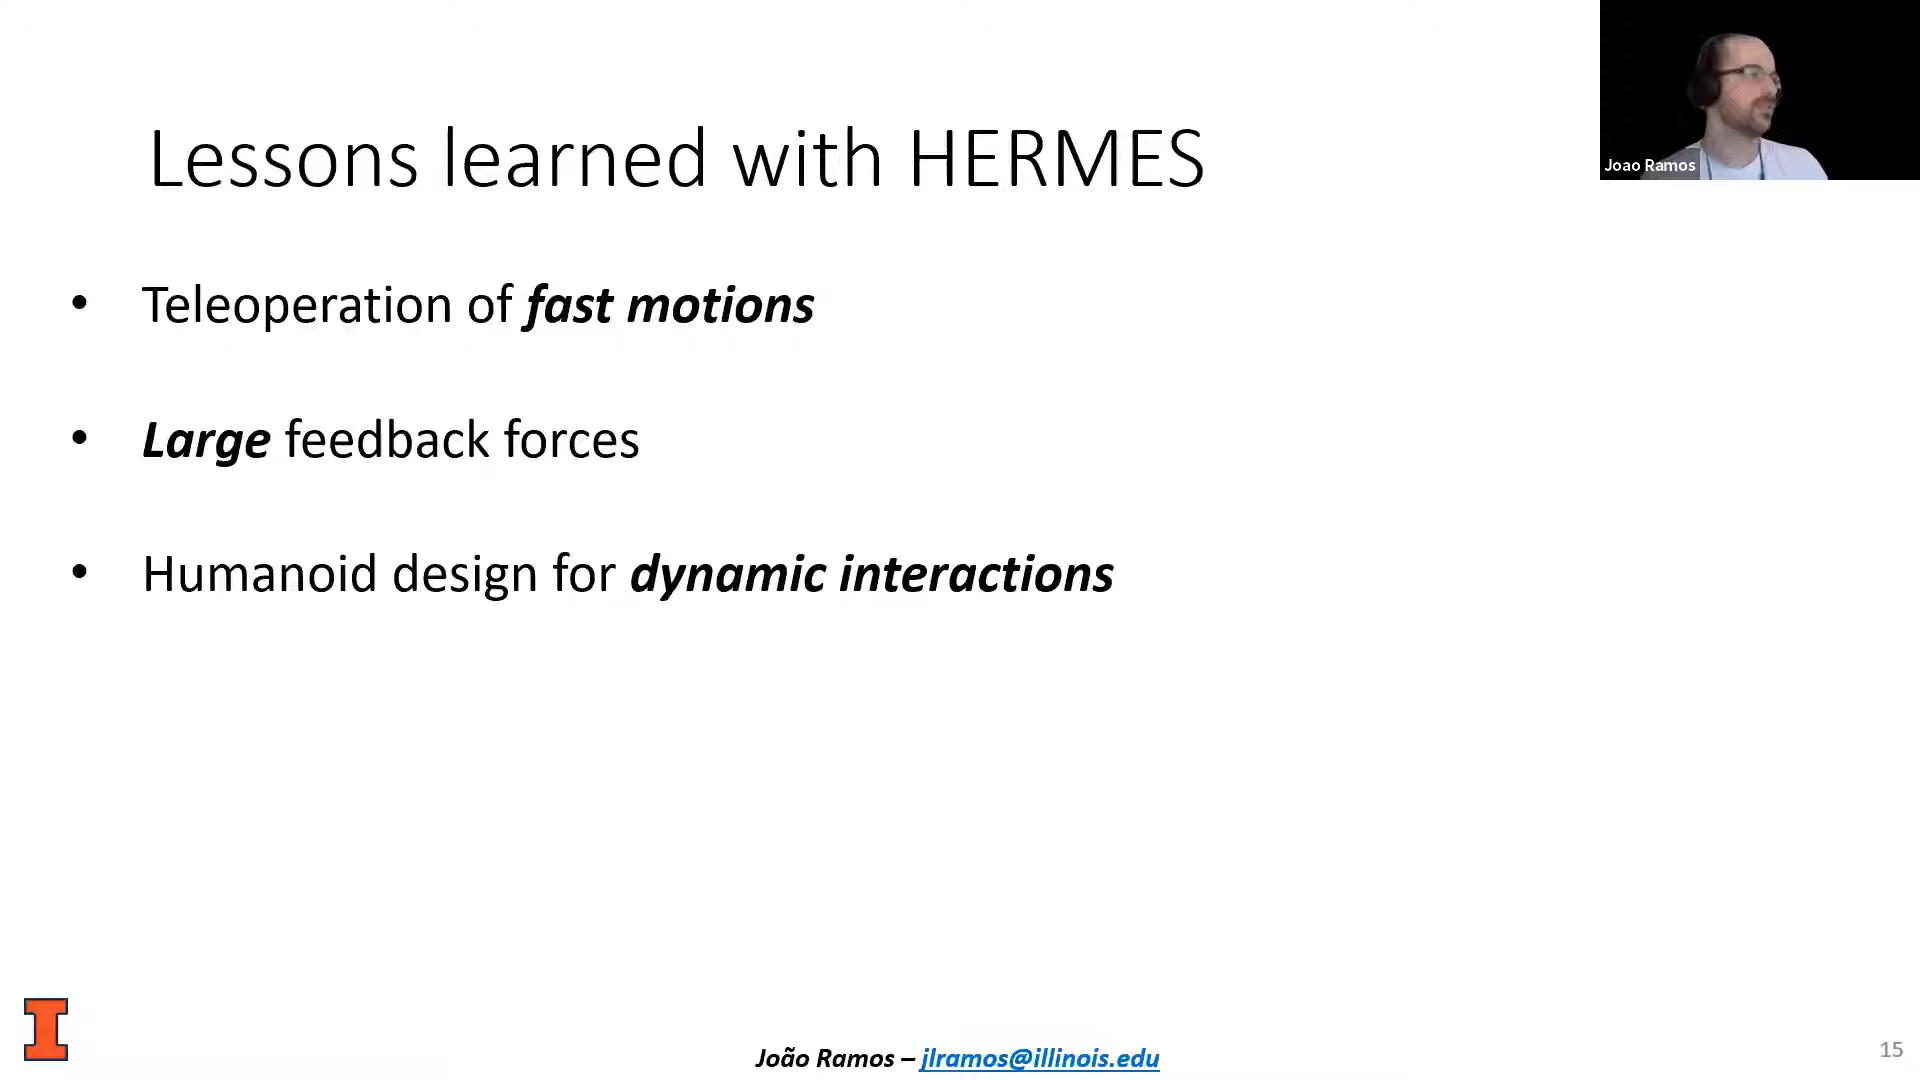 Joao Ramos
Lessons learned with HERMES
• Teleoperation of fast motions
• Large feedback forces
• Humanoid design for dynamic interactions
I
João Ramos – jlramos@illinois.edu
15